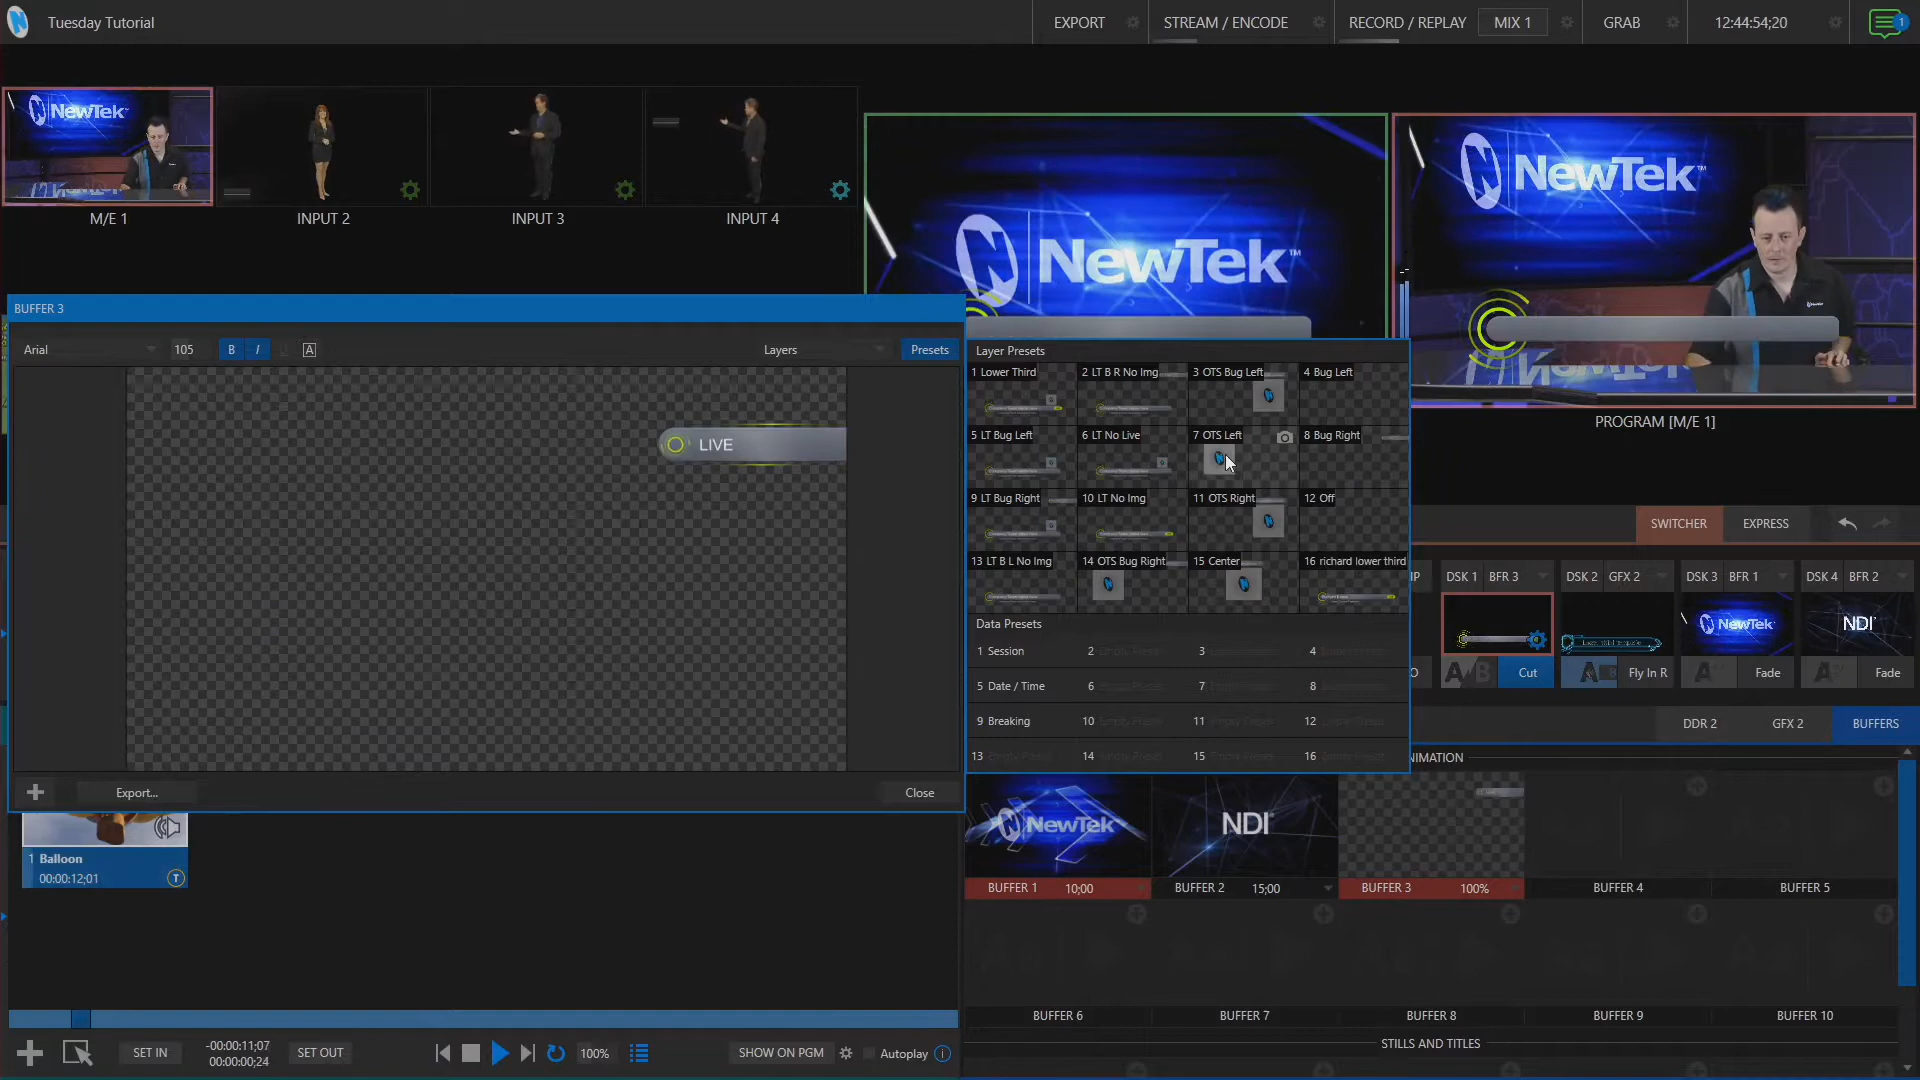 Tuesday Tutorial
EXPORT
STREAM / ENCODE
RECORD / REPLAY
MIX 1
GRAB
12:44:54;20
1
NewTek
M/E 1
INPUT 2
INPUT 3
INPUT 4
NewTek™
NewTek™
PROGRAM [M/E 1]
BUFFER 3
Arial
105
B
I
A
Layers
Presets
LIVE
Export...
Close
Layer Presets
1 Lower Third
2 LT B R No Img
3 OTS Bug Left
4 Bug Left
5 LT Bug Left
6 LT No Live
7 OTS Left
8 Bug Right
9 LT Bug Right
10 LT No Img
11 OTS Right
12 Off
13 LT B L No Img
14 OTS Bug Right
15 Center
16 richard lower third
Data Presets
1 Session
2 Empty Preset
3
4
5 Date / Time
6
7
8
9 Breaking
10
11
12
13
14
15
16
SWITCHER
EXPRESS
IP
DSK 1
BFR 3
DSK 2
GFX 2
DSK 3
BFR 1
DSK 4
BFR 2
NewTek
NDI
O
A/B
Cut
Fly In R
Fade
Fade
DDR 2
GFX 2
BUFFERS
NIMATION
NewTek
NDI
BUFFER 1
10;00
BUFFER 2
15;00
BUFFER 3
100%
BUFFER 4
BUFFER 5
BUFFER 6
BUFFER 7
BUFFER 8
BUFFER 9
BUFFER 10
STILLS AND TITLES
1 Balloon
00:00:12;01
T
SET IN
-00:00:11;07
00:00:00;24
SET OUT
100%
SHOW ON PGM
Autoplay